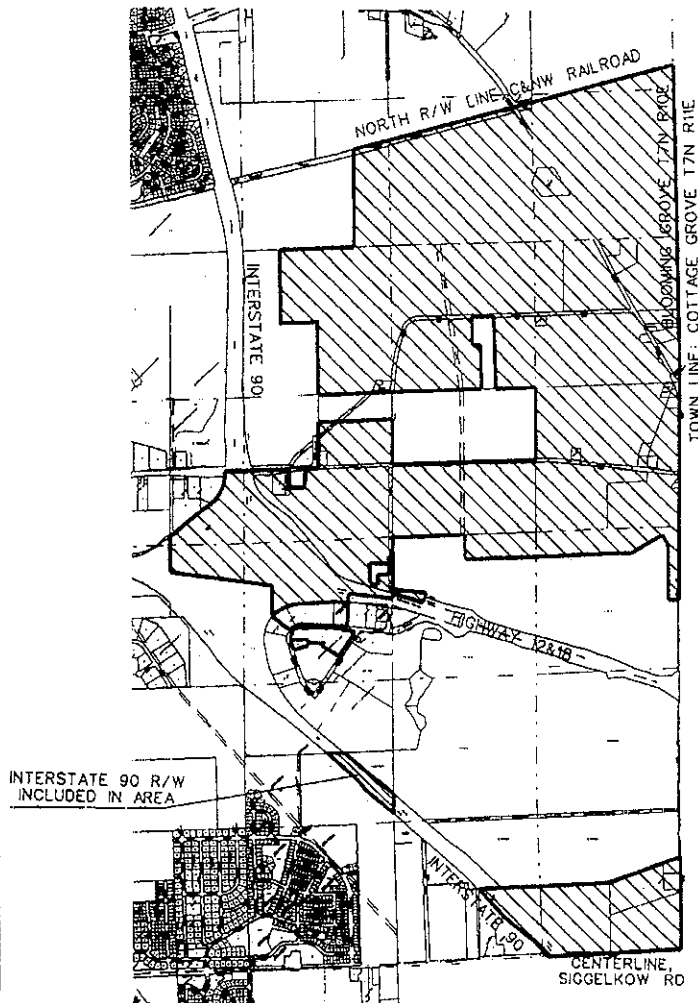 NORTH R/W LINE C&NW RAILROAD
BLOOMING GROVE T7N R10E
TOWN LINE: COTTAGE GROVE T7N R11E
INTERSTATE 90
HIGHWAY 12&18
INTERSTATE 90 R/W
INCLUDED IN AREA
INTERSTATE 90
CENTERLINE,
SIGGELKOW RD